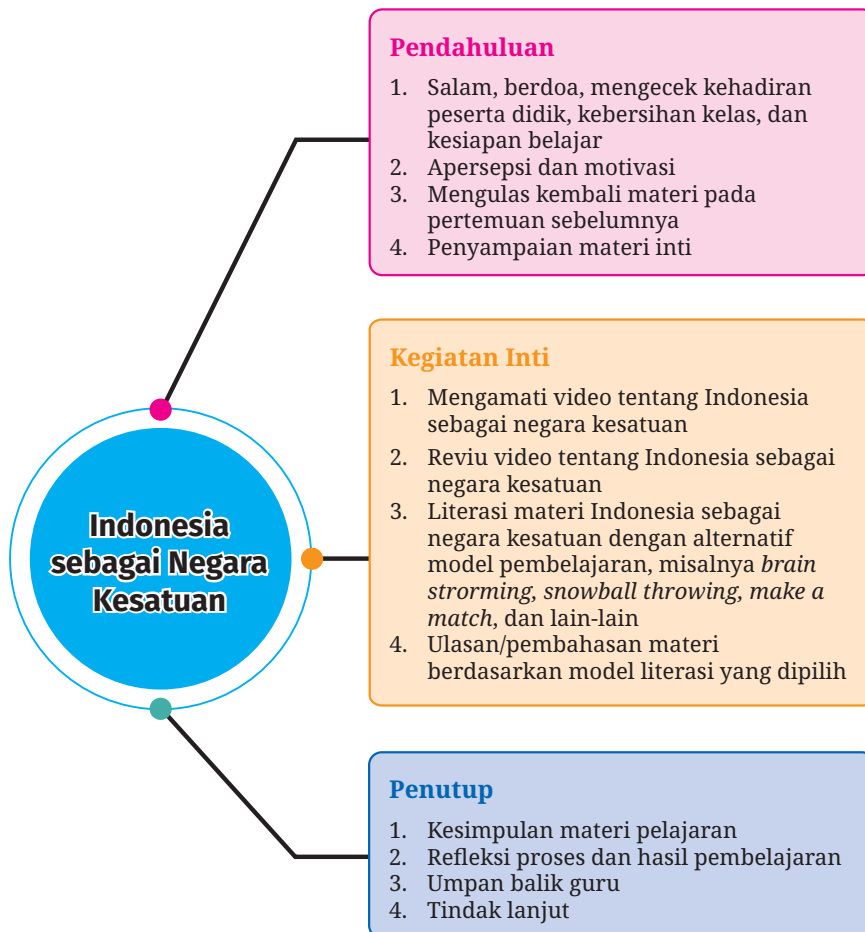 Pendahuluan
1. Salam, berdoa, mengecek kehadiran
peserta didik, kebersihan kelas, dan
kesiapan belajar
2. Apersepsi dan motivasi
3. Mengulas kembali materi pada
pertemuan sebelumnya
4. Penyampaian materi inti
Indonesia
sebagai Negara
Kesatuan
Kegiatan Inti
1. Mengamati video tentang Indonesia
sebagai negara kesatuan
2. Reviu video tentang Indonesia sebagai
negara kesatuan
3. Literasi materi Indonesia sebagai
negara kesatuan dengan alternatif
model pembelajaran, misalnya brain
strorming, snowball throwing, make a
match, dan lain-lain
4. Ulasan/pembahasan materi
berdasarkan model literasi yang dipilih
Penutup
1. Kesimpulan materi pelajaran
2. Refleksi proses dan hasil pembelajaran
3. Umpan balik guru
4. Tindak lanjut